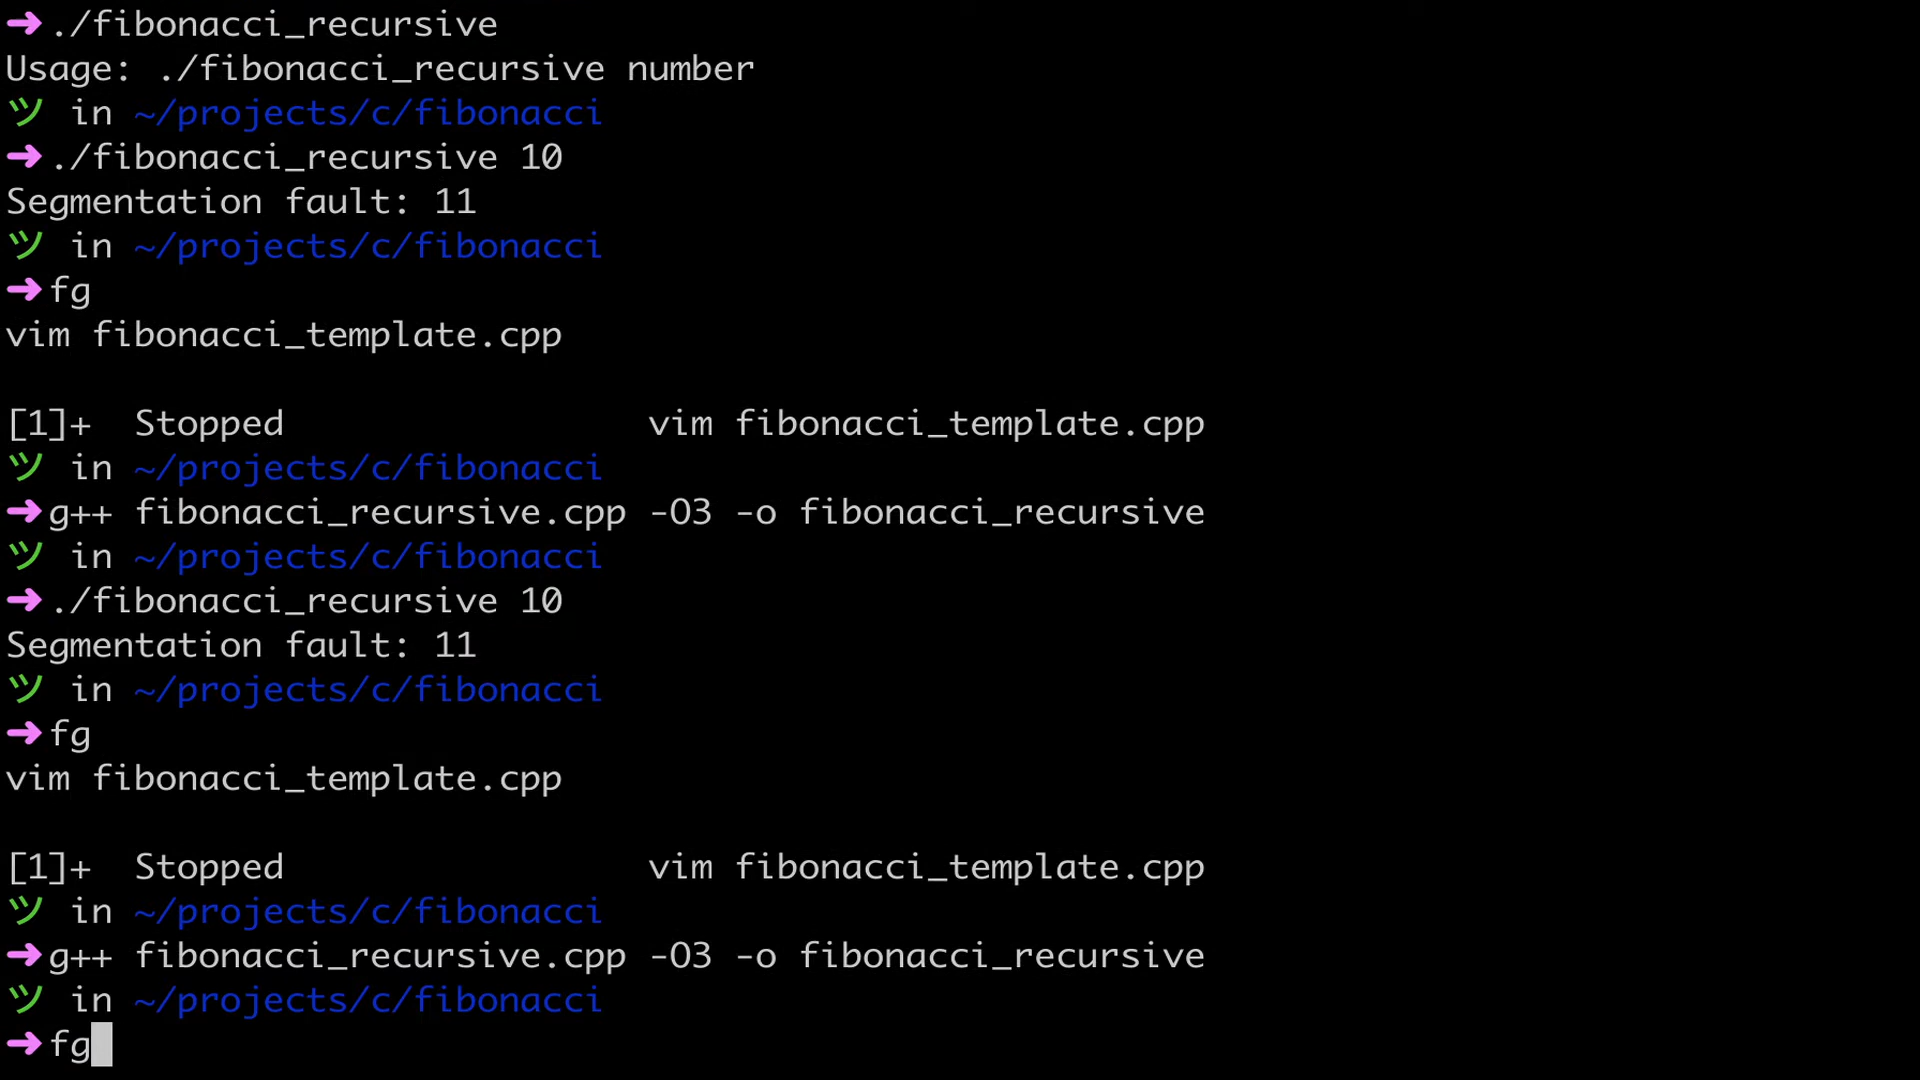 ➜ ./fibonacci_recursive
Usage: ./fibonacci_recursive number
ツ in ~/projects/c/fibonacci
➜ ./fibonacci_recursive 10
Segmentation fault: 11
ツ in ~/projects/c/fibonacci
➜ fg
vim fibonacci_template.cpp
[1]+  Stopped                 vim fibonacci_template.cpp
ツ in ~/projects/c/fibonacci
➜ g++ fibonacci_recursive.cpp -O3 -o fibonacci_recursive
ツ in ~/projects/c/fibonacci
➜ ./fibonacci_recursive 10
Segmentation fault: 11
ツ in ~/projects/c/fibonacci
➜ fg
vim fibonacci_template.cpp
[1]+  Stopped                 vim fibonacci_template.cpp
ツ in ~/projects/c/fibonacci
➜ g++ fibonacci_recursive.cpp -O3 -o fibonacci_recursive
ツ in ~/projects/c/fibonacci
➜ fg